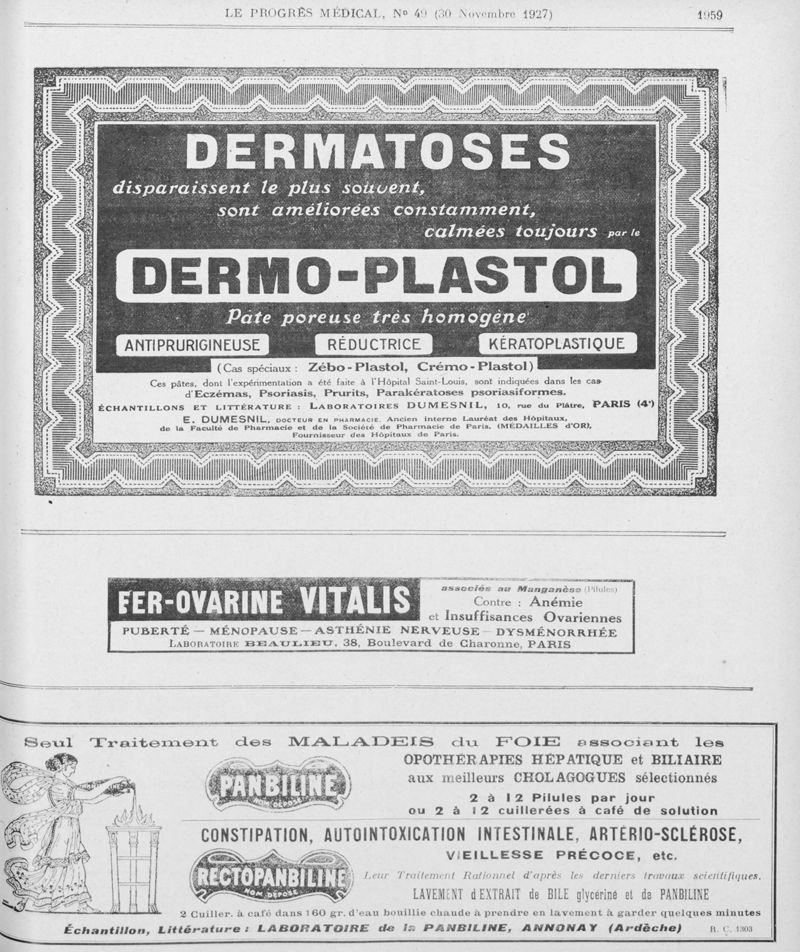 LE PROGRÈS MÉDICAL, No 49 (30 Novembre 1927) 1959
DERMATOSES
disparaissent le plus souvent,
sont améliorées constamment,
calmées toujours par le
DERMO-PLASTOL
Pate poreuse très homogène
ANTIPRURIGINEUSE RÉDUCTRICE KÉRATOPLASTIQUE
(Cas spéciaux : Zébo-Plastol, Crémo-Plastol)
Ces pâtes, dont l'expérimentation a été faite à l'Hôpital Saint-Louis, sont indiquées dans les cas
d'Eczémas, Psoriasis, Prurits, Parakératoses psoriasiformes.
ÉCHANTILLONS ET LITTÉRATURE : LABORATOIRES DUMESNIL, 10, rue du Plâtre, PARIS (4e)
E. DUMESNIL, DOCTEUR EN PHARMACIE. Ancien interne Lauréat des Hôpitaux,
de la Faculté de Pharmacie et de la Société de Pharmacie de Paris, (MÉDAILLES d'OR),
Fournisseur des Hôpitaux de Paris.
FER-OVARINE VITALIS
associés au Manganèse (Pilules)
Contre : Anémie
et Insuffisances Ovariennes
PUBERTÉ — MÉNOPAUSE — ASTHÉNIE NERVEUSE — DYSMÉNORRHÉE
LABORATOIRE BEAULIEU, 38, Boulevard de Charonne, PARIS
Seul Traitement des MALADEIS du FOIE associant les
OPOTHÉRAPIES HÉPATIQUE et BILIAIRE
aux meilleurs CHOLAGOGUES sélectionnés
PANBILINE
NOM DÉPOSÉ
2 à 12 Pilules par jour
ou 2 à 12 cuillerées à café de solution
CONSTIPATION, AUTOINTOXICATION INTESTINALE, ARTÉRIO-SCLÉROSE,
VIEILLESSE PRÉCOCE, etc.
RECTOPANBILINE
NOM DÉPOSÉ
Leur Traitement Rationnel d'après les derniers travaux scientifiques.
LAVEMENT d'EXTRAIT de BILE glycériné et de PANBILINE
2 Cuiller. à café dans 160 gr. d'eau bouillie chaude à prendre en lavement à garder quelques minutes
Échantillon, Littérature : LABORATOIRE de la PANBILINE, ANNONAY (Ardèche) R. C. 1303